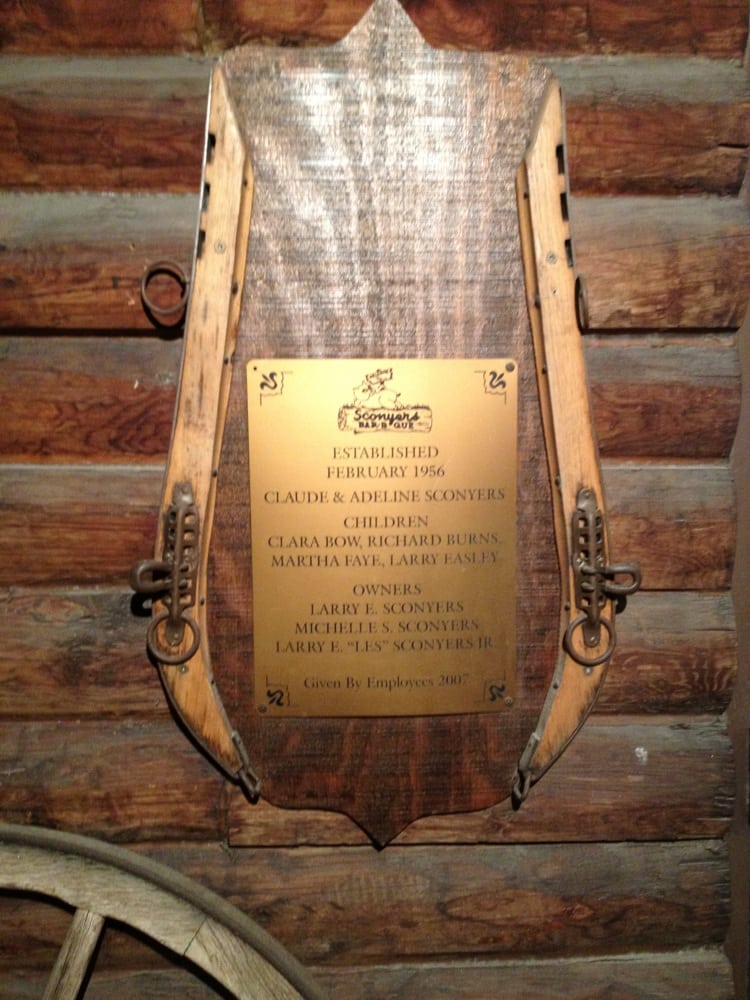 Sconyers
BAR-B-QUE
ESTABLISHED
FEBRUARY 1956
CLAUDE & ADELINE SCONYERS
CHILDREN
CLARA BOW, RICHARD BURNS,
MARTHA FAYE, LARRY EASLEY
OWNERS
LARRY E. SCONYERS
MICHELLE S. SCONYERS
LARRY E. "LES" SCONYERS JR
Given By Employees 2007